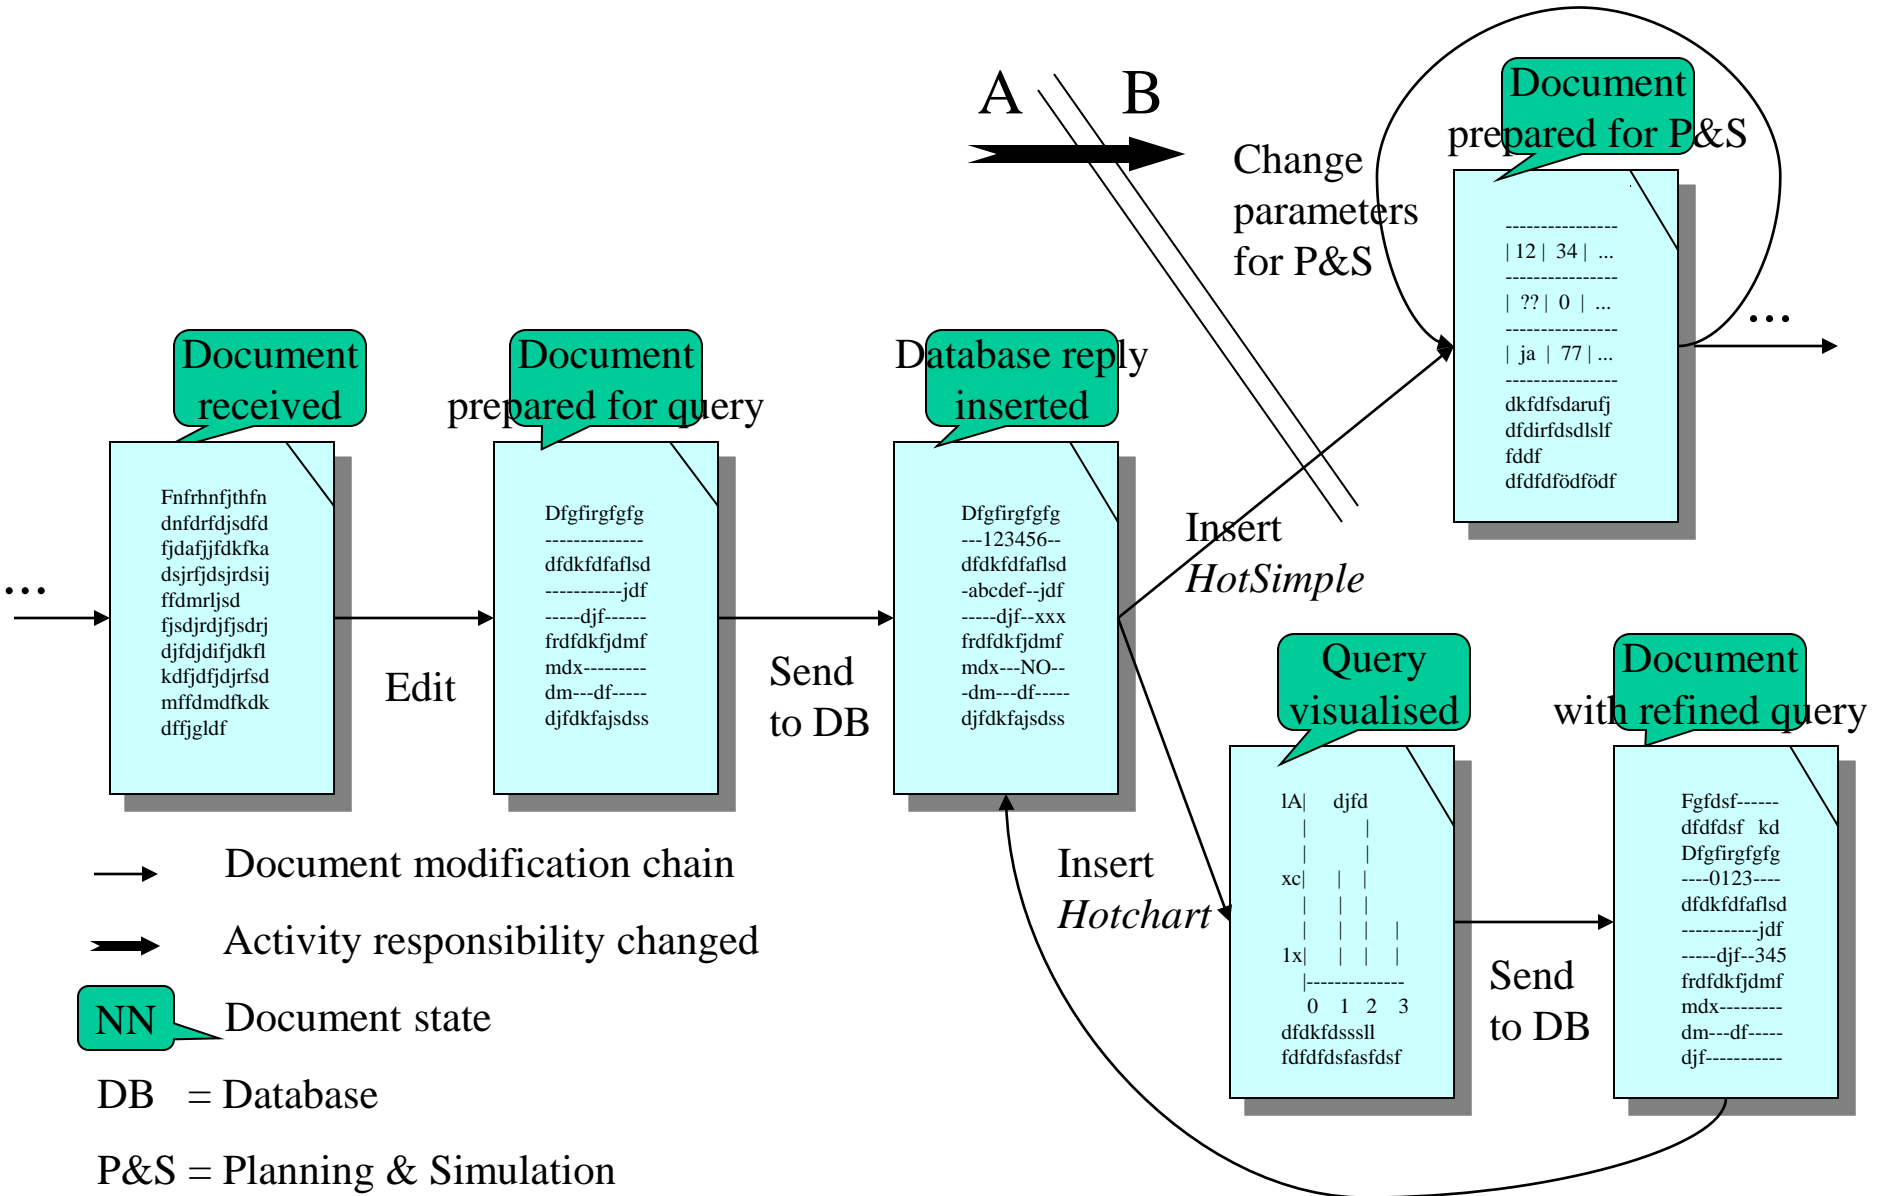 A B
Document
prepared for P&S
Change
parameters
for P&S
----------------
| 12 | 34 | ...
----------------
| ?? | 0 | ...
----------------
| ja | 77 | ...
----------------
dkfdfsdarufj
dfdirfdsdlslf
fddf
dfdfdfödfödf
...
Document
received
Document
prepared for query
Database reply
inserted
...
Fnfrhnfjthfn
dnfdrfdjsdfd
fjdafjjfdkfka
dsjrfjdsjrdsij
ffdmrljsd
fjsdjrdjfjsdrj
djfdjdifjdkfl
kdfjdfjdjrfsd
mffdmdfkdk
dffjgldf
Edit
Dfgfirgfgfg
--------------
dfdkfdfaflsd
-----------jdf
-----djf------
frdfdkfjdmf
mdx---------
dm---df-----
djfdkfajsdss
Send
to DB
Dfgfirgfgfg
---123456--
dfdkfdfaflsd
-abcdef--jdf
-----djf--xxx
frdfdkfjdmf
mdx---NO--
-dm---df-----
djfdkfajsdss
Insert
HotSimple
Insert
Hotchart
Query
visualised
lA| djfd
| |
| |
xc| | |
| | |
| | | |
1x| | | |
|--------------
0 1 2 3
dfdkfdsssll
fdfdfdsfasfdsf
Send
to DB
Document
with refined query
Fgfdsf------
dfdfdsf kd
Dfgfirgfgfg
----0123----
dfdkfdfaflsd
-----------jdf
-----djf--345
frdfdkfjdmf
mdx---------
dm---df-----
djf-----------
Document modification chain
Activity responsibility changed
NN Document state
DB = Database
P&S = Planning & Simulation